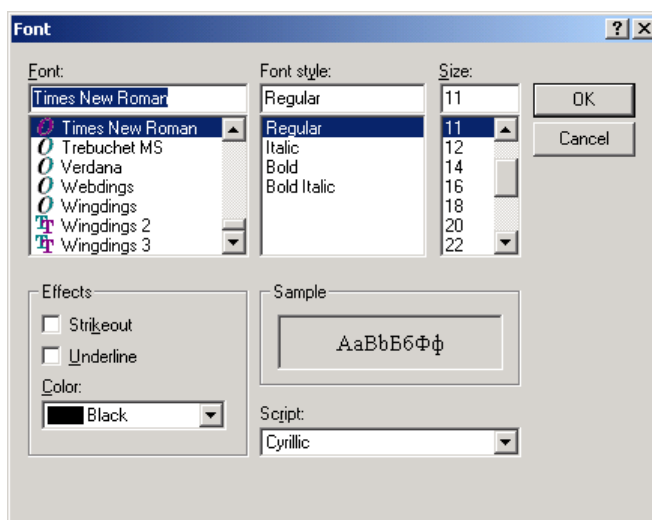 Font
Font: Font style: Size:
Times New Roman Regular 11
Times New Roman Regular 11
Trebuchet MS Italic 12
Verdana Bold 14
Webdings Bold Italic 16
Wingdings 18
Wingdings 2 20
Wingdings 3 22
OK
Cancel
Effects
Strikeout
Underline
Color:
Black
Sample
AaBbБбФф
Script:
Cyrillic